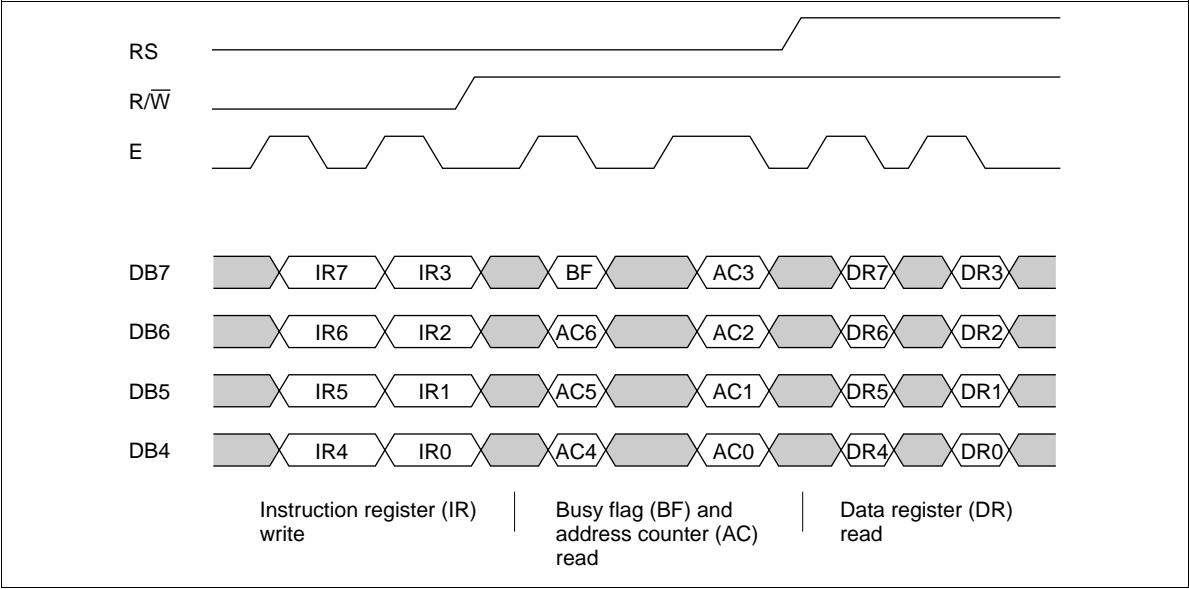 RS
R/W̅
E
DB7 IR7 IR3 BF AC3 DR7 DR3
DB6 IR6 IR2 AC6 AC2 DR6 DR2
DB5 IR5 IR1 AC5 AC1 DR5 DR1
DB4 IR4 IR0 AC4 AC0 DR4 DR0
Instruction register (IR)
write
Busy flag (BF) and
address counter (AC)
read
Data register (DR)
read